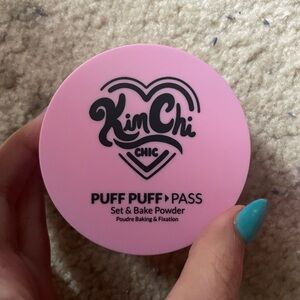 KimChi
CHIC
PUFF PUFF▸PASS
Set & Bake Powder
Poudre Baking & Fixation